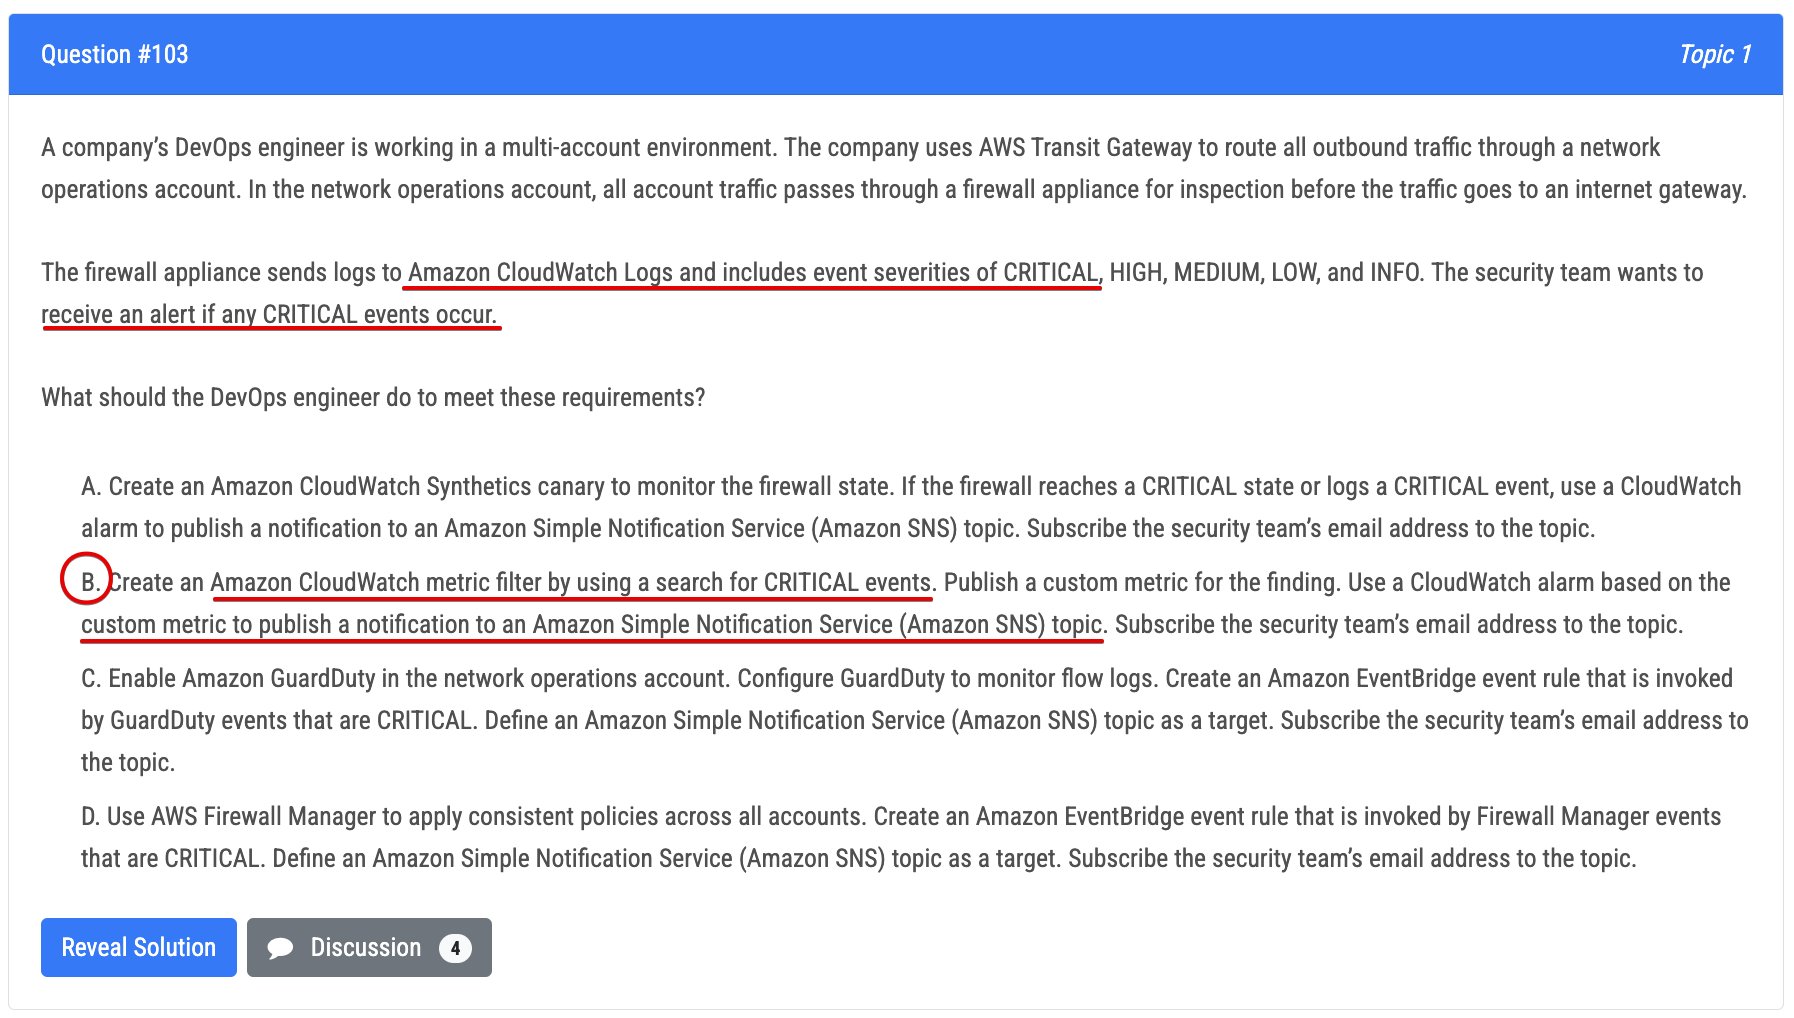 Question #103
Topic 1
A company’s DevOps engineer is working in a multi-account environment. The company uses AWS Transit Gateway to route all outbound traffic through a network
operations account. In the network operations account, all account traffic passes through a firewall appliance for inspection before the traffic goes to an internet gateway.
The firewall appliance sends logs to Amazon CloudWatch Logs and includes event severities of CRITICAL, HIGH, MEDIUM, LOW, and INFO. The security team wants to
receive an alert if any CRITICAL events occur.
What should the DevOps engineer do to meet these requirements?
A. Create an Amazon CloudWatch Synthetics canary to monitor the firewall state. If the firewall reaches a CRITICAL state or logs a CRITICAL event, use a CloudWatch
alarm to publish a notification to an Amazon Simple Notification Service (Amazon SNS) topic. Subscribe the security team’s email address to the topic.
B. Create an Amazon CloudWatch metric filter by using a search for CRITICAL events. Publish a custom metric for the finding. Use a CloudWatch alarm based on the
custom metric to publish a notification to an Amazon Simple Notification Service (Amazon SNS) topic. Subscribe the security team’s email address to the topic.
C. Enable Amazon GuardDuty in the network operations account. Configure GuardDuty to monitor flow logs. Create an Amazon EventBridge event rule that is invoked
by GuardDuty events that are CRITICAL. Define an Amazon Simple Notification Service (Amazon SNS) topic as a target. Subscribe the security team’s email address to
the topic.
D. Use AWS Firewall Manager to apply consistent policies across all accounts. Create an Amazon EventBridge event rule that is invoked by Firewall Manager events
that are CRITICAL. Define an Amazon Simple Notification Service (Amazon SNS) topic as a target. Subscribe the security team’s email address to the topic.
Reveal Solution
Discussion 4